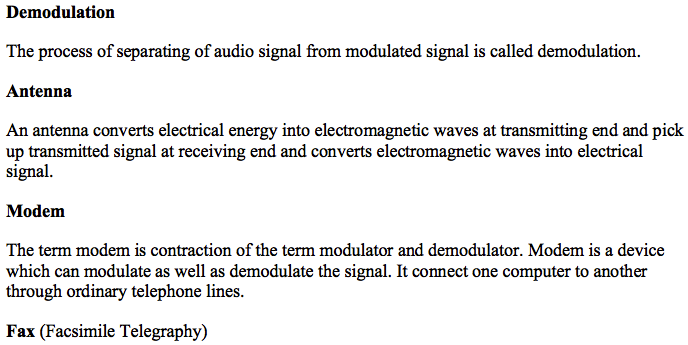 Demodulation
The process of separating of audio signal from modulated signal is called demodulation.
Antenna
An antenna converts electrical energy into electromagnetic waves at transmitting end and pick
up transmitted signal at receiving end and converts electromagnetic waves into electrical
signal.
Modem
The term modem is contraction of the term modulator and demodulator. Modem is a device
which can modulate as well as demodulate the signal. It connect one computer to another
through ordinary telephone lines.
Fax (Facsimile Telegraphy)